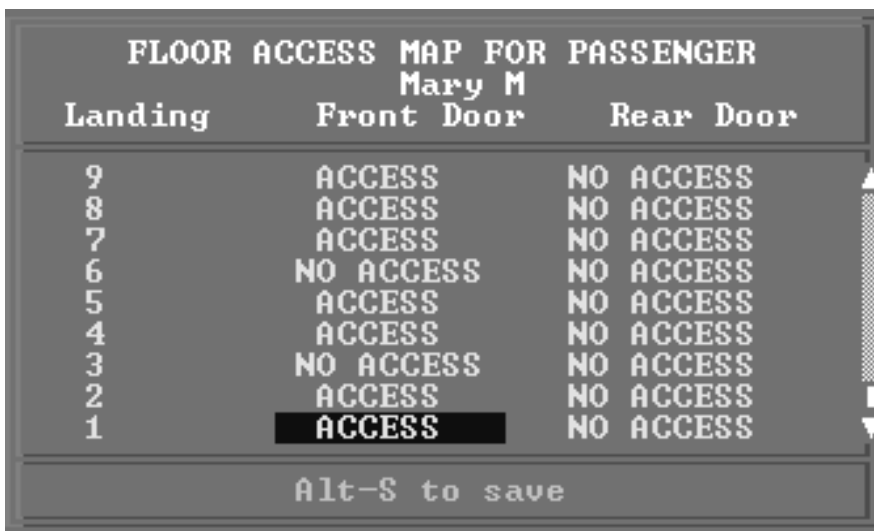 FLOOR ACCESS MAP FOR PASSENGER
Mary M
Landing Front Door Rear Door
9 ACCESS NO ACCESS
8 ACCESS NO ACCESS
7 ACCESS NO ACCESS
6 NO ACCESS NO ACCESS
5 ACCESS NO ACCESS
4 ACCESS NO ACCESS
3 NO ACCESS NO ACCESS
2 ACCESS NO ACCESS
1 ACCESS NO ACCESS
Alt-S to save